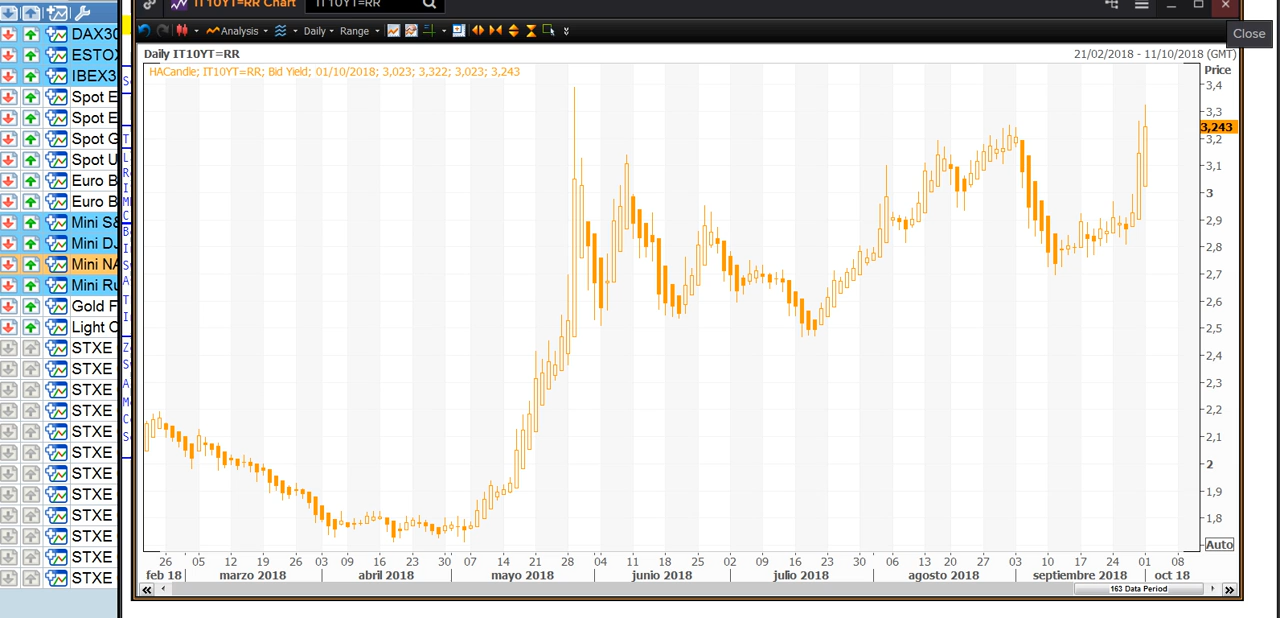 IT10YT=RR Chart IT10YT=RR
Analysis Daily Range
Close
Daily IT10YT=RR 21/02/2018 - 11/10/2018 (GMT)
HACandle; IT10YT=RR; Bid Yield; 01/10/2018; 3,023; 3,322; 3,023; 3,243
Price
3,4
3,3
3,243
3,2
3,1
3
2,9
2,8
2,7
2,6
2,5
2,4
2,3
2,2
2,1
2
1,9
1,8
Auto
26 05 12 19 26 03 09 16 23 30 07 14 21 28 04 11 18 25 02 09 16 23 30 06 13 20 27 03 10 17 24 01 08
feb 18 marzo 2018 abril 2018 mayo 2018 junio 2018 julio 2018 agosto 2018 septiembre 2018 oct 18
163 Data Period
DAX30
ESTOX
IBEX3
Spot E
Spot E
Spot G
Spot U
Euro B
Euro B
Mini S&
Mini DJ
Mini NA
Mini Ru
Gold F
Light C
STXE
STXE
STXE
STXE
STXE
STXE
STXE
STXE
STXE
STXE
STXE
STXE